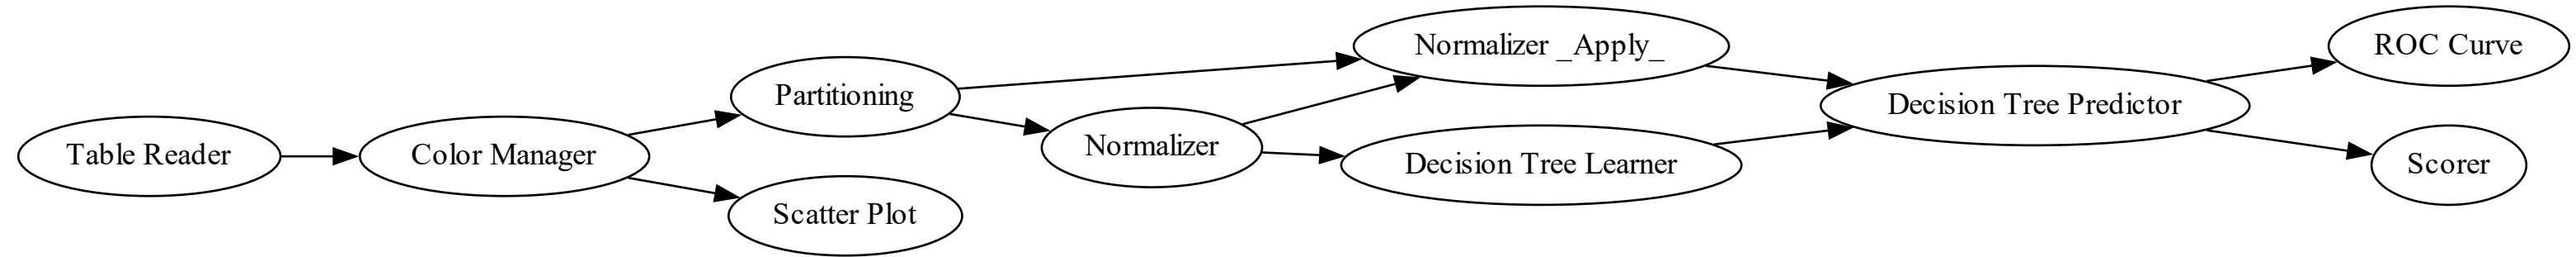 Table Reader
Color Manager
Partitioning
Scatter Plot
Normalizer
Normalizer _Apply_
Decision Tree Learner
Decision Tree Predictor
ROC Curve
Scorer